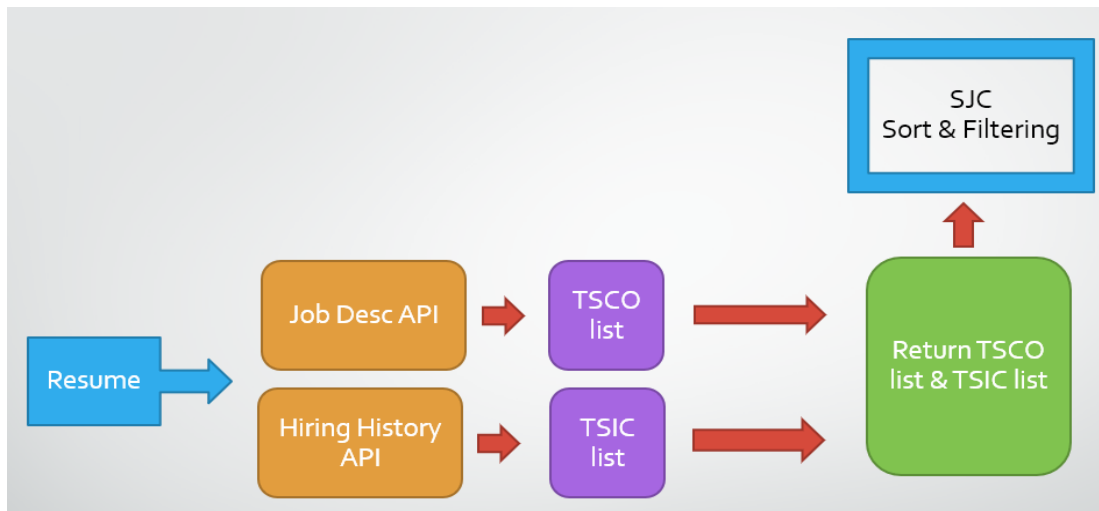 SJC
Sort & Filtering
Job Desc API
TSCO
list
Resume
Return TSCO
list & TSIC list
Hiring History
API
TSIC
list